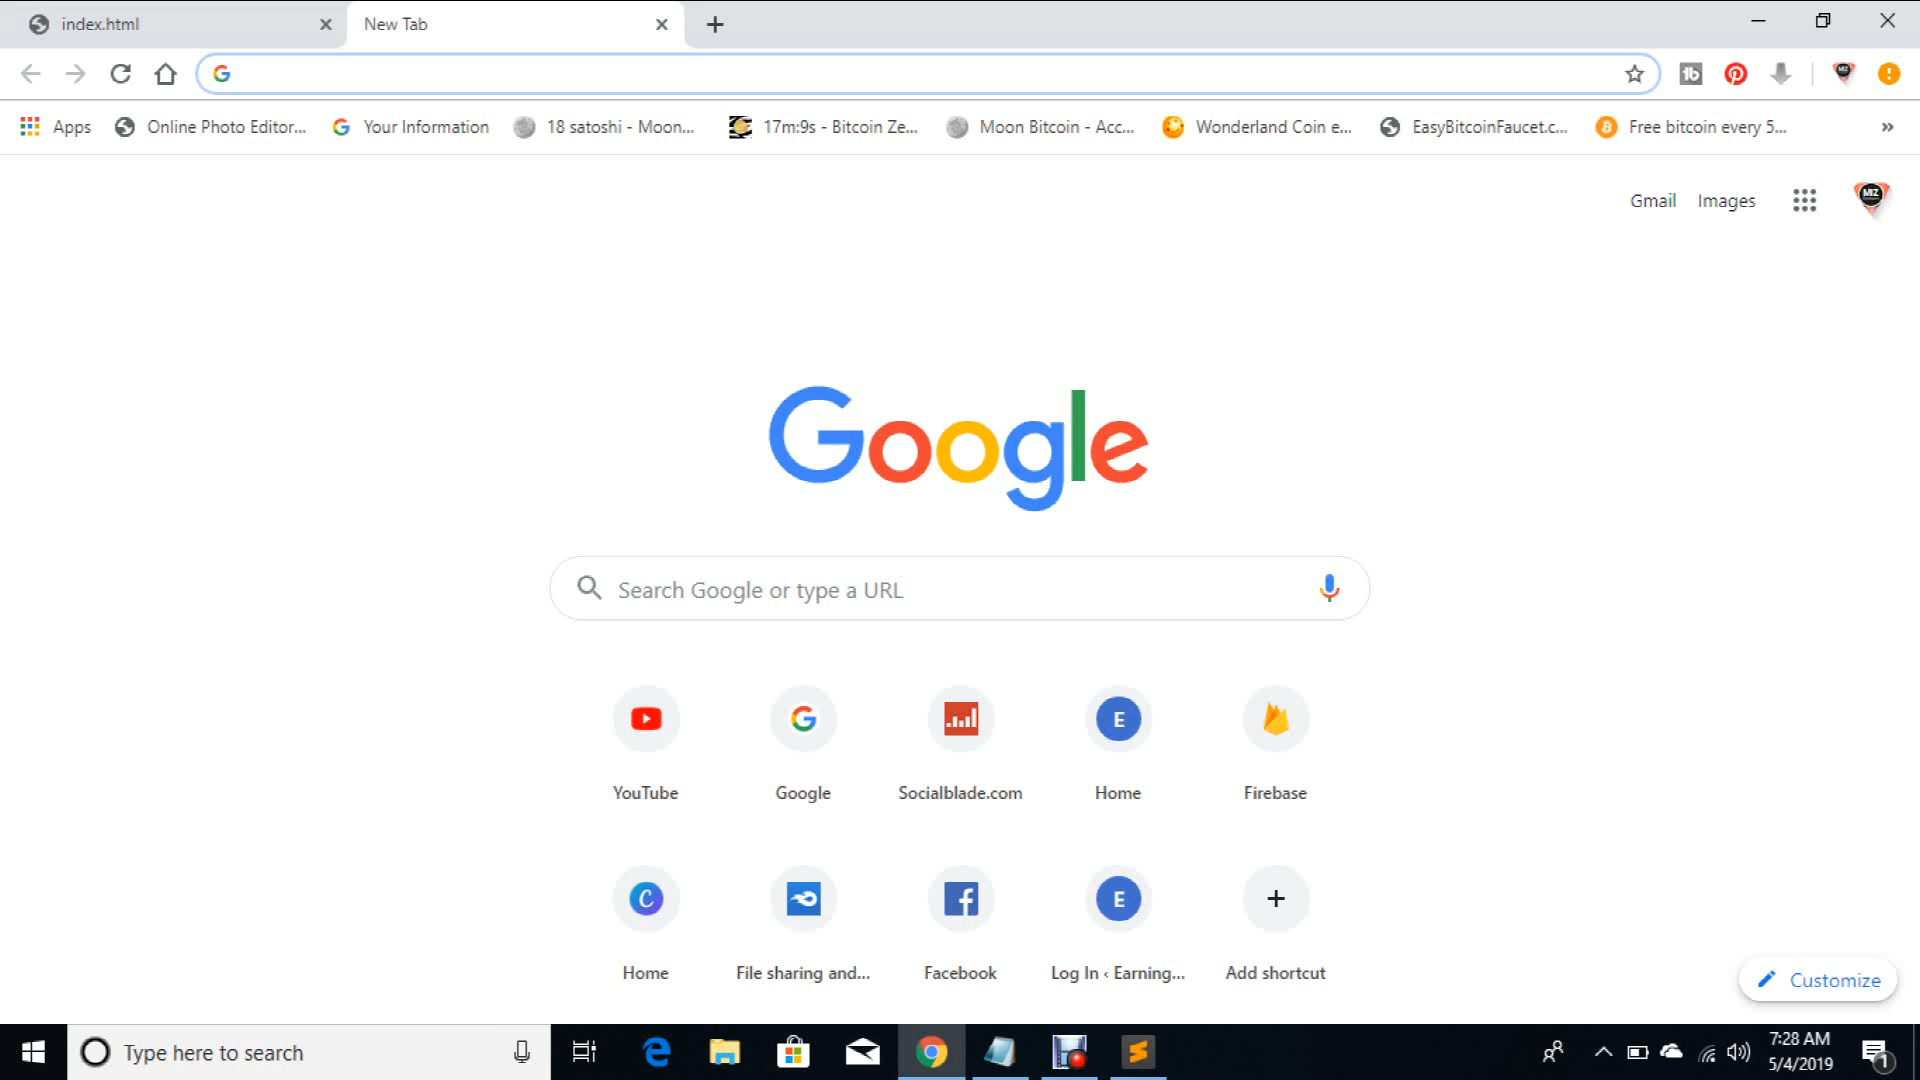 index.html
New Tab
Apps
Online Photo Editor...
Your Information
18 satoshi - Moon...
17m:9s - Bitcoin Ze...
Moon Bitcoin - Acc...
Wonderland Coin e...
EasyBitcoinFaucet.c...
Free bitcoin every 5...
»
Gmail
Images
MIZ
Google
Search Google or type a URL
YouTube
Google
Socialblade.com
E
Home
Firebase
C
Home
File sharing and...
Facebook
E
Log In ‹ Earning...
Add shortcut
Customize
Type here to search
7:28 AM
5/4/2019
1